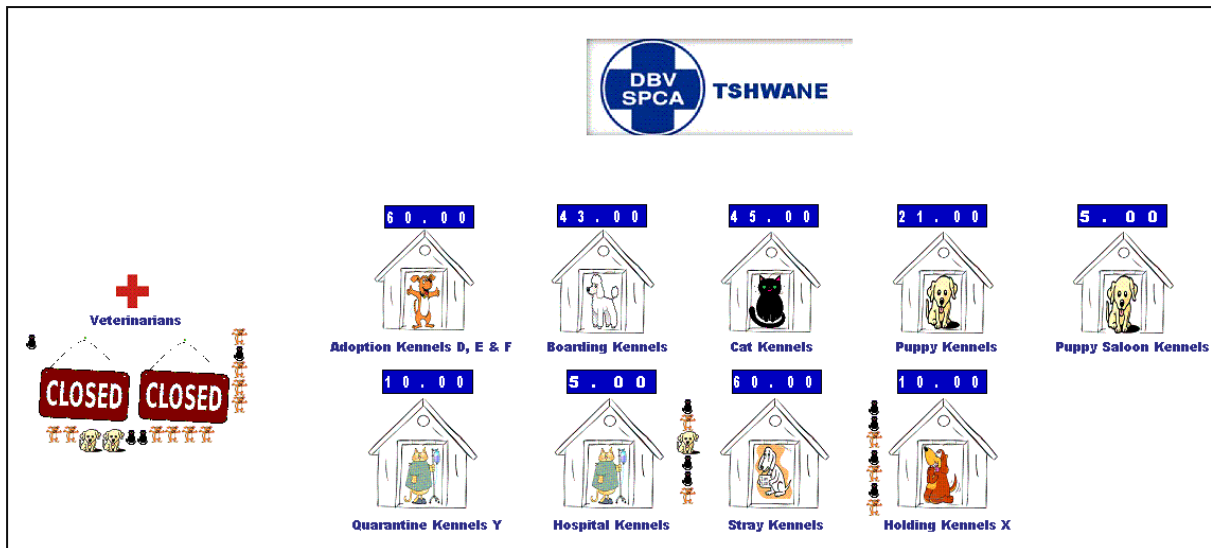 DBV
SPCA
TSHWANE
60.00
43.00
45.00
21.00
5.00
Veterinarians
Adoption Kennels D, E & F
Boarding Kennels
Cat Kennels
Puppy Kennels
Puppy Saloon Kennels
CLOSED
CLOSED
10.00
5.00
60.00
10.00
Quarantine Kennels Y
Hospital Kennels
Stray Kennels
Holding Kennels X